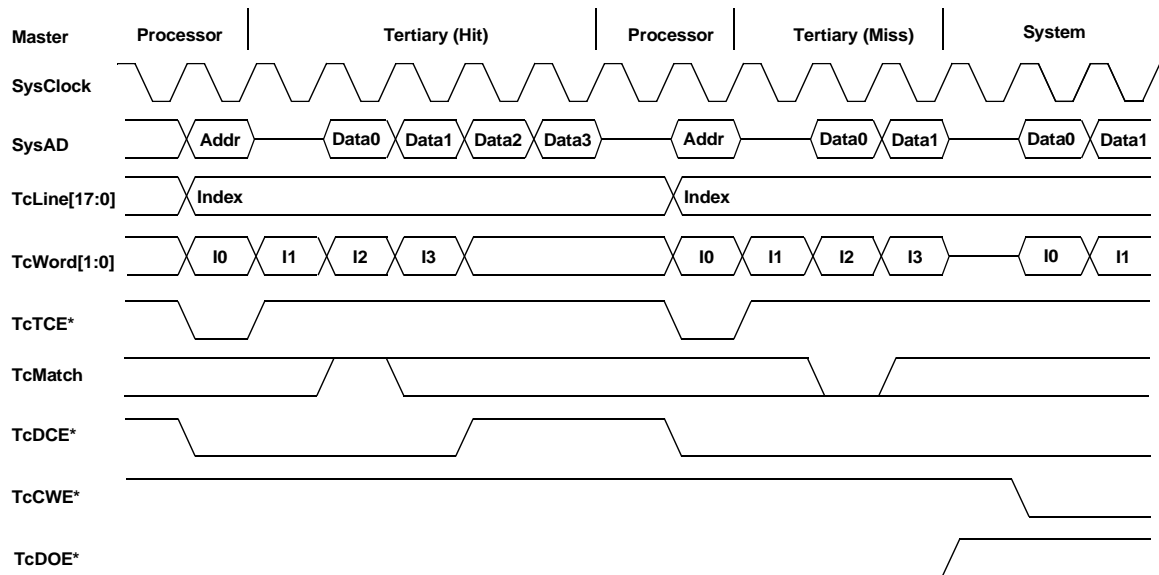 Master Processor Tertiary (Hit) Processor Tertiary (Miss) System
SysClock
SysAD Addr Data0 Data1 Data2 Data3 Addr Data0 Data1 Data0 Data1
TcLine[17:0] Index Index
TcWord[1:0] I0 I1 I2 I3 I0 I1 I2 I3 I0 I1
TcTCE*
TcMatch
TcDCE*
TcCWE*
TcDOE*